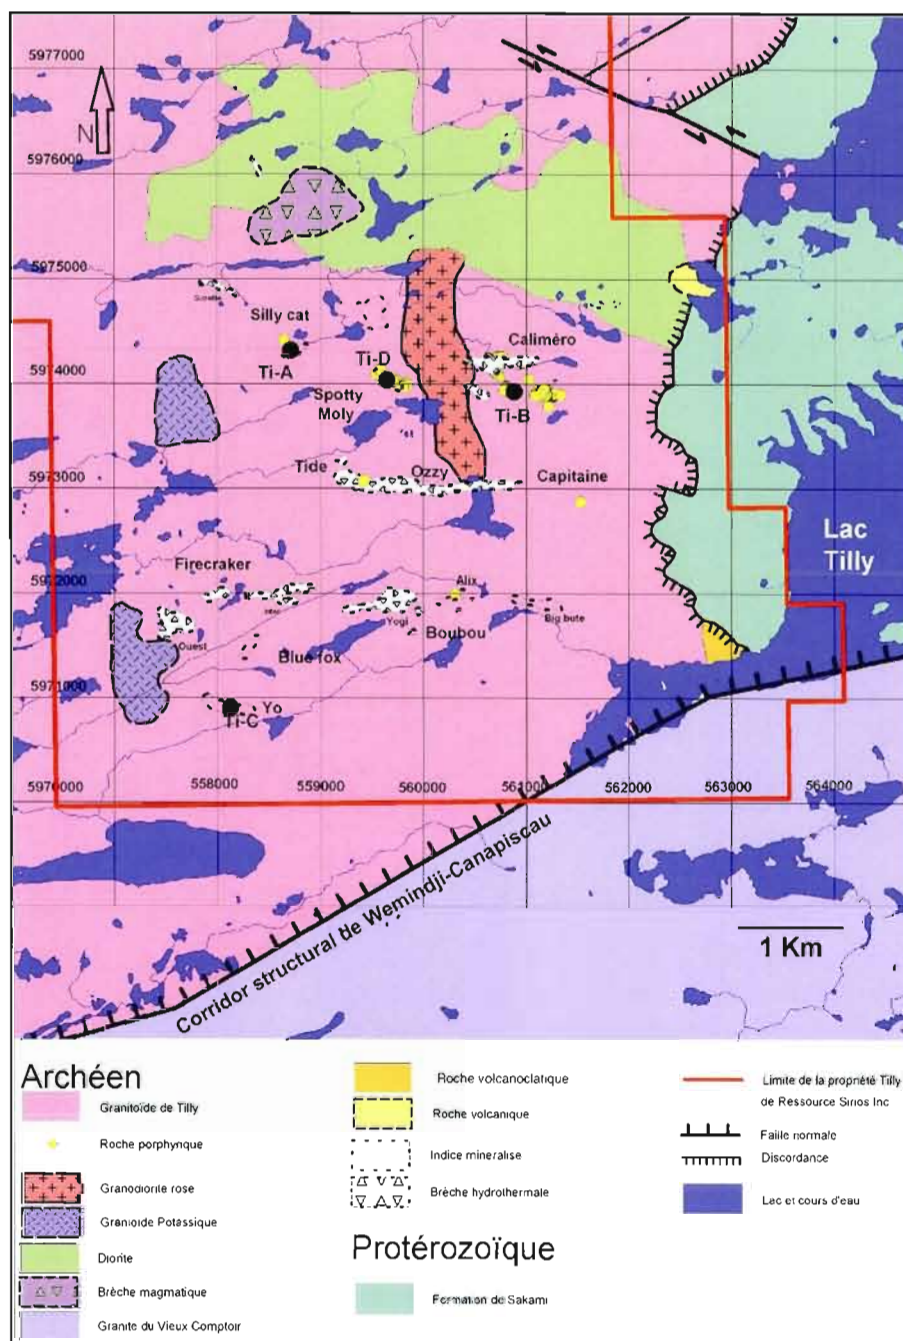 5977000
N
5976000
5975000
Silly cat
Caliméro
Ti-A
Ti-D
5974000
Spotty
Moly
Ti-B
Tide
Ozzy
Capitaine
5973000
Lac
Tilly
5972000
Firecraker
Alix
Ouest
Yogi
Boubou
Big bute
Blue fox
5971000
Ti-C
Yo
5970000
558000
559000
560000
561000
562000
563000
564000
Corridor structural de Wemindji-Canapiscau
1 Km
Archéen
Granitoïde de Tilly
Roche porphyrique
Granodiorite rose
Granioide Potassique
Diorite
Brèche magmatique
Granite du Vieux Comptoir
Roche volcanoclatique
Roche volcanique
Indice mineralise
Brèche hydrothermale
Protérozoïque
Formation de Sakami
Limite de la propriété Tilly
de Ressource Sirios Inc
Faille normale
Discordance
Lac et cours d'eau